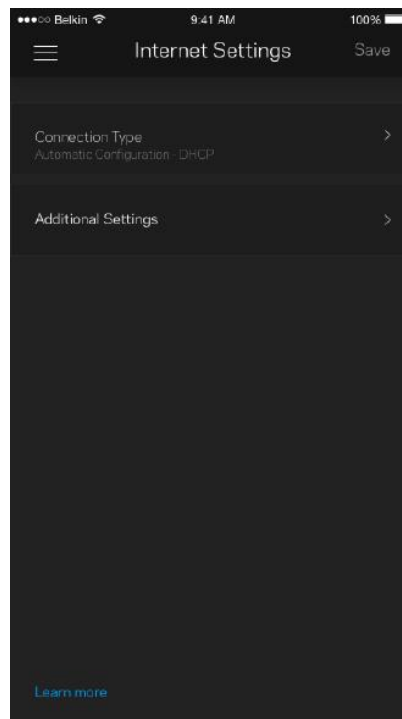 Belkin 9:41 AM 100%
Internet Settings Save
Connection Type
Automatic Configuration - DHCP
Additional Settings
Learn more